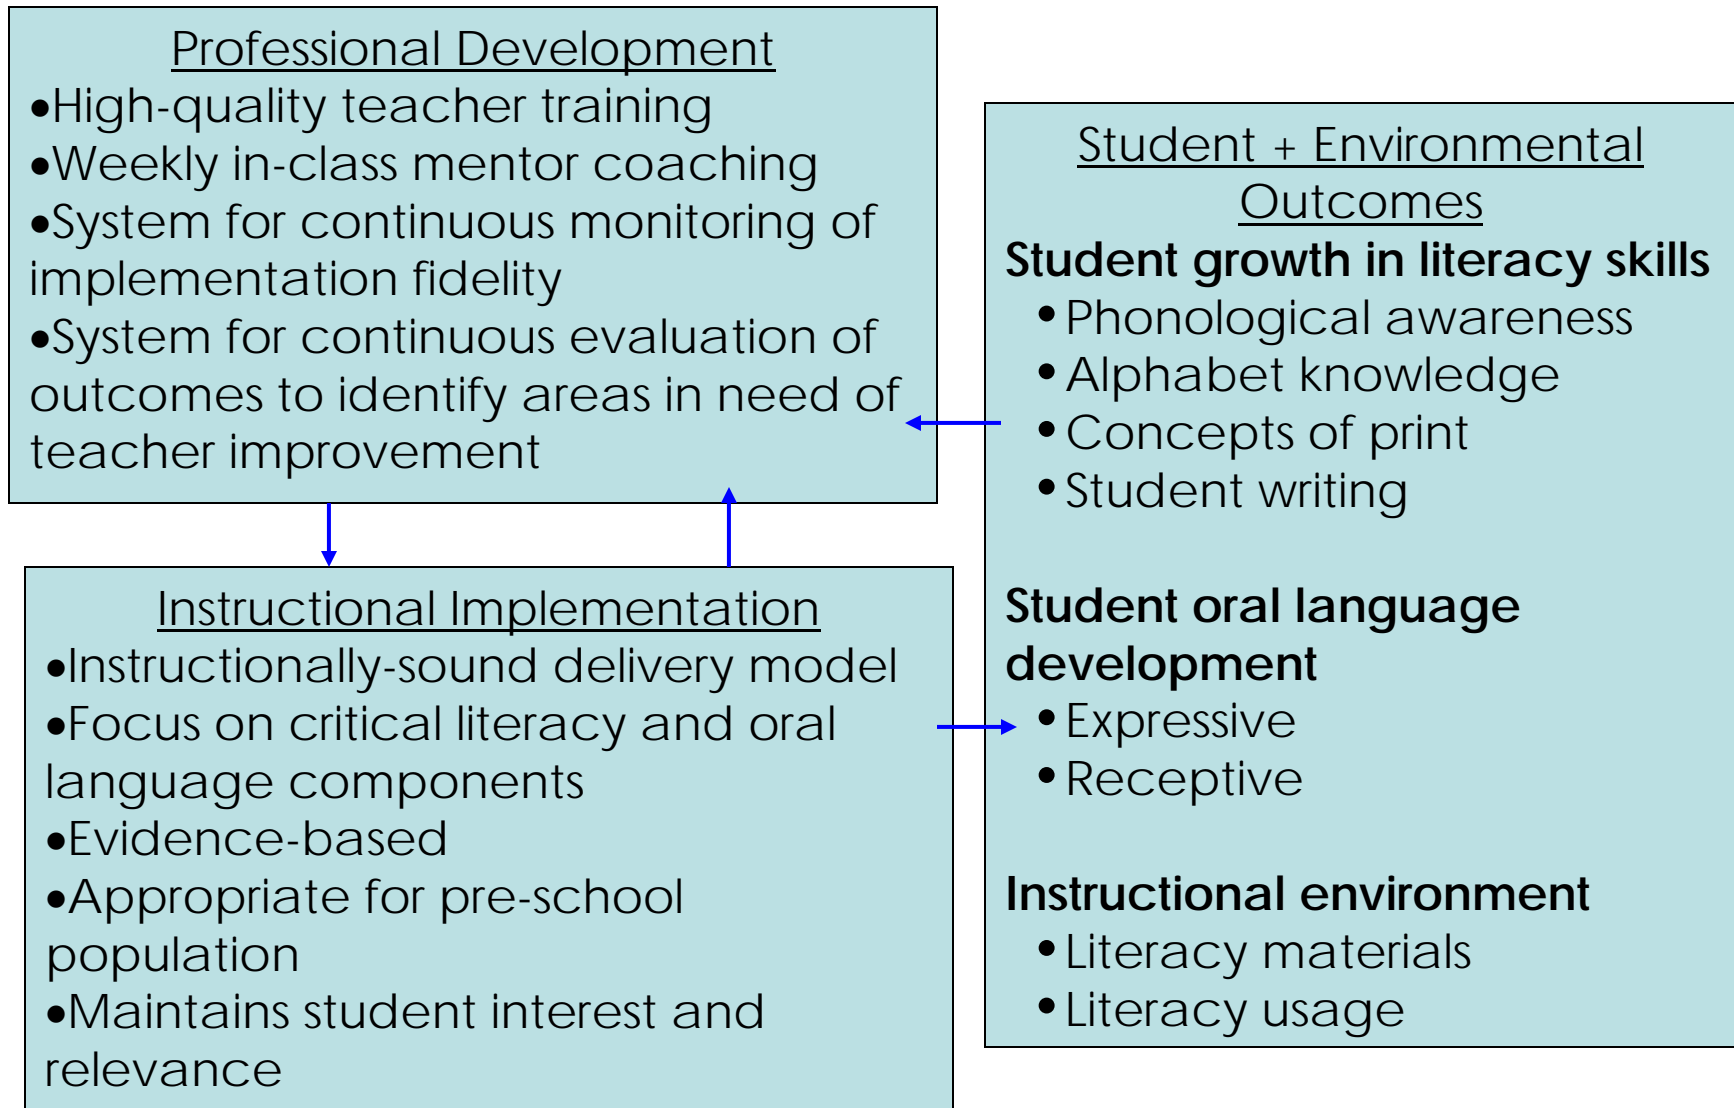 Professional Development
•High-quality teacher training
•Weekly in-class mentor coaching
•System for continuous monitoring of
implementation fidelity
•System for continuous evaluation of
outcomes to identify areas in need of
teacher improvement
Instructional Implementation
•Instructionally-sound delivery model
•Focus on critical literacy and oral
language components
•Evidence-based
•Appropriate for pre-school
population
•Maintains student interest and
relevance
Student + Environmental
Outcomes
Student growth in literacy skills
•Phonological awareness
•Alphabet knowledge
•Concepts of print
•Student writing
Student oral language
development
•Expressive
•Receptive
Instructional environment
•Literacy materials
•Literacy usage